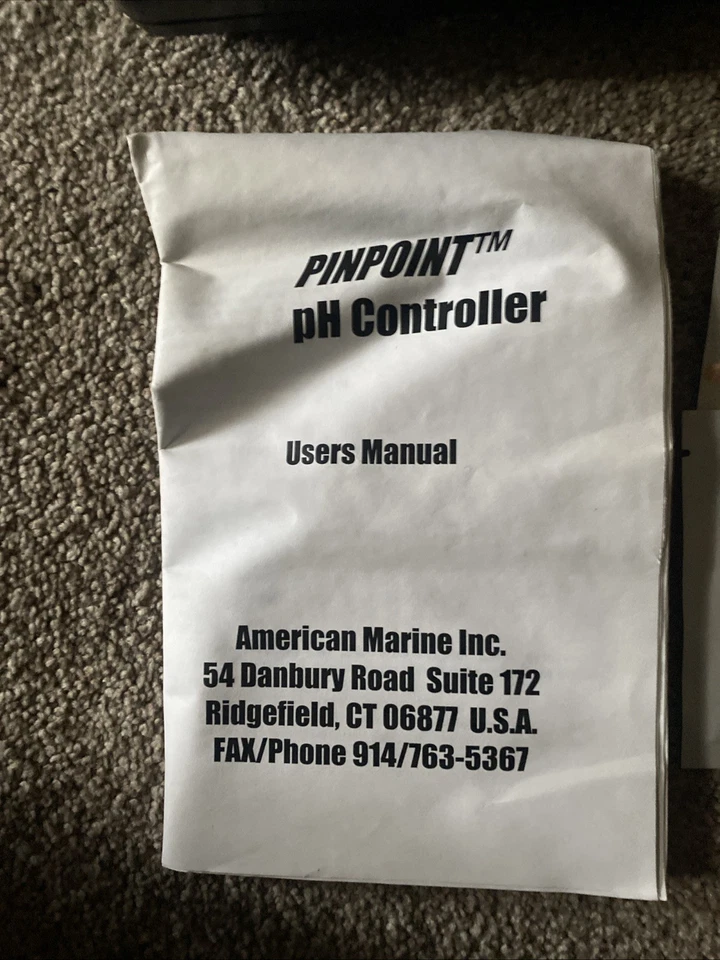 PINPOINT™
pH Controller
Users Manual
American Marine Inc.
54 Danbury Road Suite 172
Ridgefield, CT 06877 U.S.A.
FAX/Phone 914/763-5367